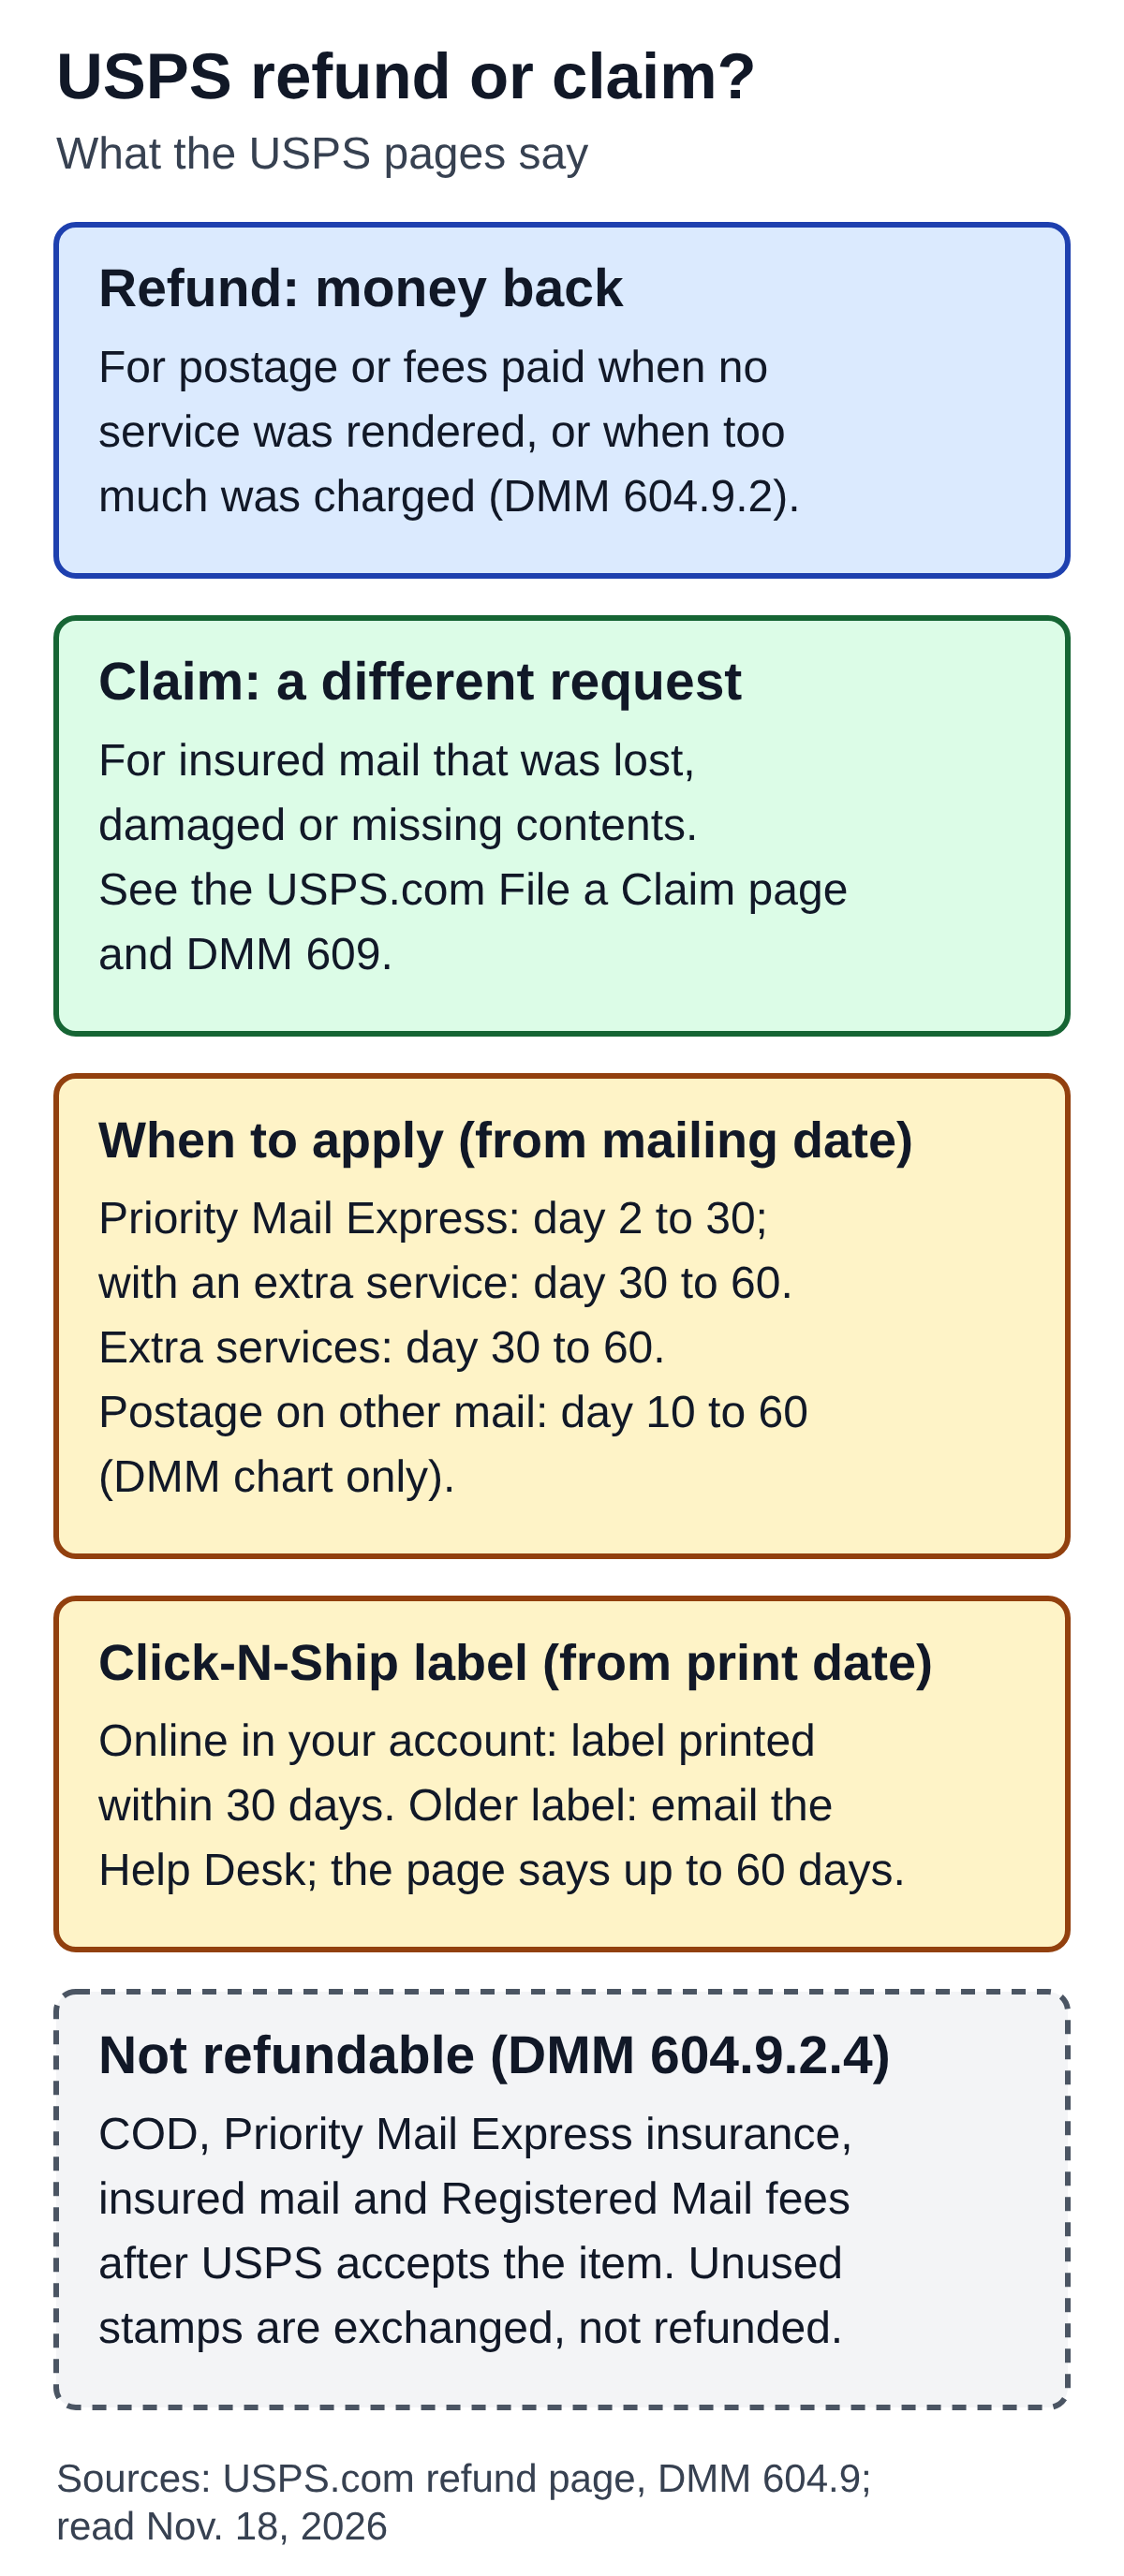 USPS refund or claim?
What the USPS pages say
Refund: money back
For postage or fees paid when no
service was rendered, or when too
much was charged (DMM 604.9.2).
Claim: a different request
For insured mail that was lost,
damaged or missing contents.
See the USPS.com File a Claim page
and DMM 609.
When to apply (from mailing date)
Priority Mail Express: day 2 to 30;
with an extra service: day 30 to 60.
Extra services: day 30 to 60.
Postage on other mail: day 10 to 60
(DMM chart only).
Click-N-Ship label (from print date)
Online in your account: label printed
within 30 days. Older label: email the
Help Desk; the page says up to 60 days.
Not refundable (DMM 604.9.2.4)
COD, Priority Mail Express insurance,
insured mail and Registered Mail fees
after USPS accepts the item. Unused
stamps are exchanged, not refunded.
Sources: USPS.com refund page, DMM 604.9;
read Nov. 18, 2026